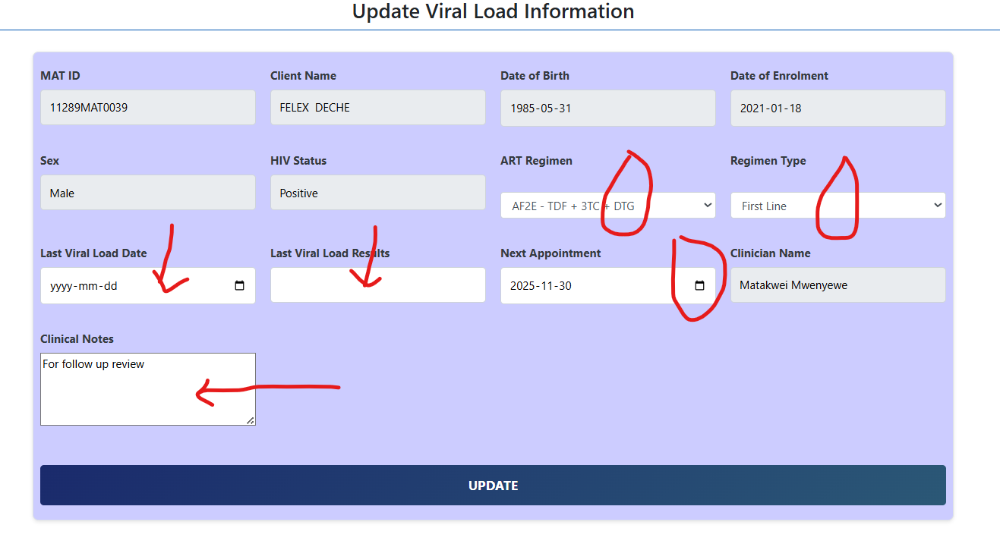 Update Viral Load Information
MAT ID Client Name Date of Birth Date of Enrolment
11289MAT0039 FELEX DECHE 1985-05-31 2021-01-18
Sex HIV Status ART Regimen Regimen Type
Male Positive AF2E - TDF + 3TC + DTG First Line
Last Viral Load Date Last Viral Load Results Next Appointment Clinician Name
yyyy-mm-dd 2025-11-30 Matakwei Mwenyewe
Clinical Notes
For follow up review
UPDATE